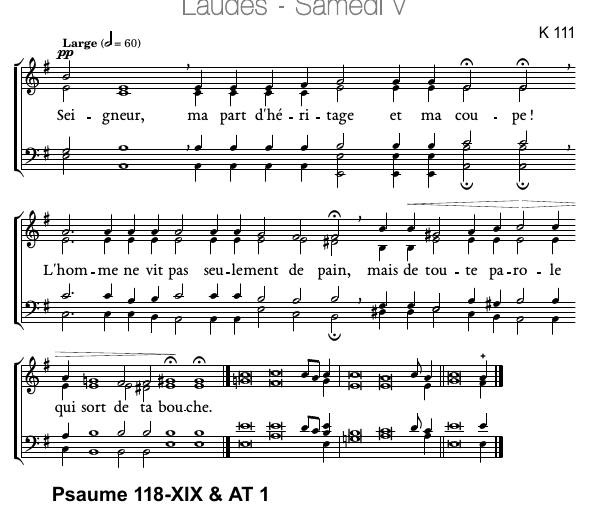 Laudes - Samedi V
K 111
Large (𝅗𝅥 = 60)
pp
Sei - gneur, ma part d'hé - ri - tage et ma cou - pe !
L'hom - me ne vit pas seu - lement de pain, mais de tou - te pa - ro - le
qui sort de ta bou - che.
Psaume 118-XIX & AT 1